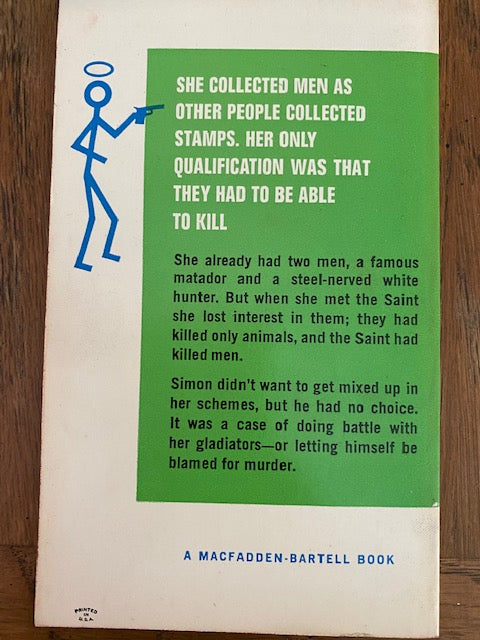 SHE COLLECTED MEN AS
OTHER PEOPLE COLLECTED
STAMPS. HER ONLY
QUALIFICATION WAS THAT
THEY HAD TO BE ABLE
TO KILL
She already had two men, a famous
matador and a steel-nerved white
hunter. But when she met the Saint
she lost interest in them; they had
killed only animals, and the Saint had
killed men.
Simon didn't want to get mixed up in
her schemes, but he had no choice.
It was a case of doing battle with
her gladiators—or letting himself be
blamed for murder.
A MACFADDEN-BARTELL BOOK
PRINTED
IN
U.S.A.